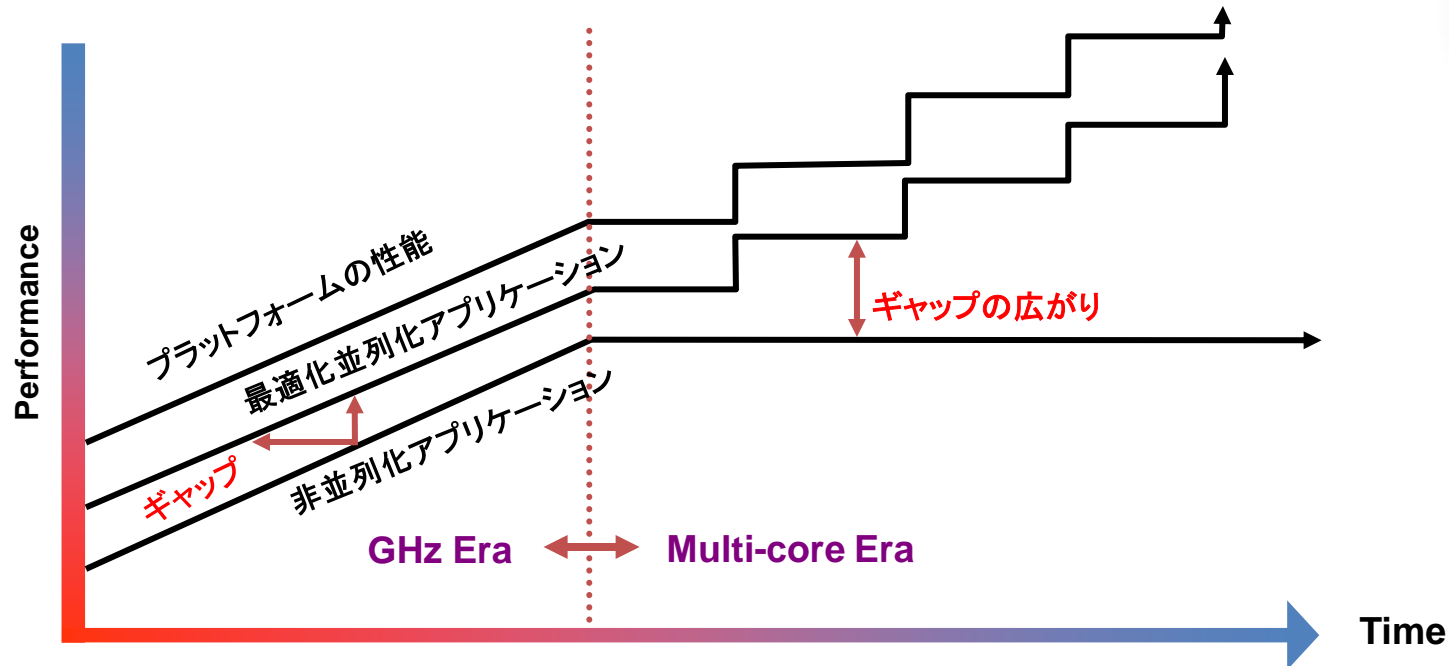 Performance
プラットフォームの性能
最適化並列化アプリケーション
ギャップ
非並列化アプリケーション
ギャップの広がり
GHz Era
Multi-core Era
Time